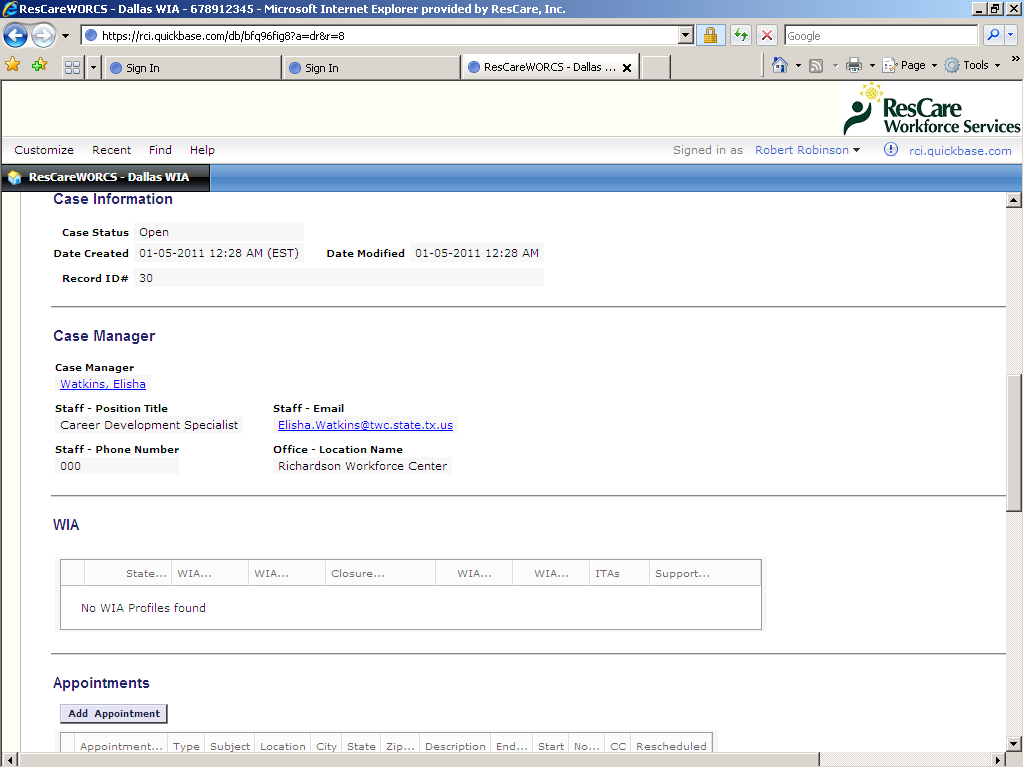 ResCareWORCS - Dallas WIA - 678912345 - Microsoft Internet Explorer provided by ResCare, Inc.
https://rci.quickbase.com/db/bfq96fig8?a=dr&r=8
Google
Sign In
Sign In
ResCareWORCS - Dallas ...
Page
Tools
ResCare
Workforce Services
Customize Recent Find Help
Signed in as Robert Robinson
rci.quickbase.com
ResCareWORCS - Dallas WIA
Case Information
Case Status Open
Date Created 01-05-2011 12:28 AM (EST) Date Modified 01-05-2011 12:28 AM
Record ID# 30
Case Manager
Case Manager
Watkins, Elisha
Staff - Position Title Staff - Email
Career Development Specialist Elisha.Watkins@twc.state.tx.us
Staff - Phone Number Office - Location Name
000 Richardson Workforce Center
WIA
State... WIA... WIA... Closure... WIA... WIA... ITAs Support...
No WIA Profiles found
Appointments
Add Appointment
Appointment... Type Subject Location City State Zip... Description End... Start No... CC Rescheduled